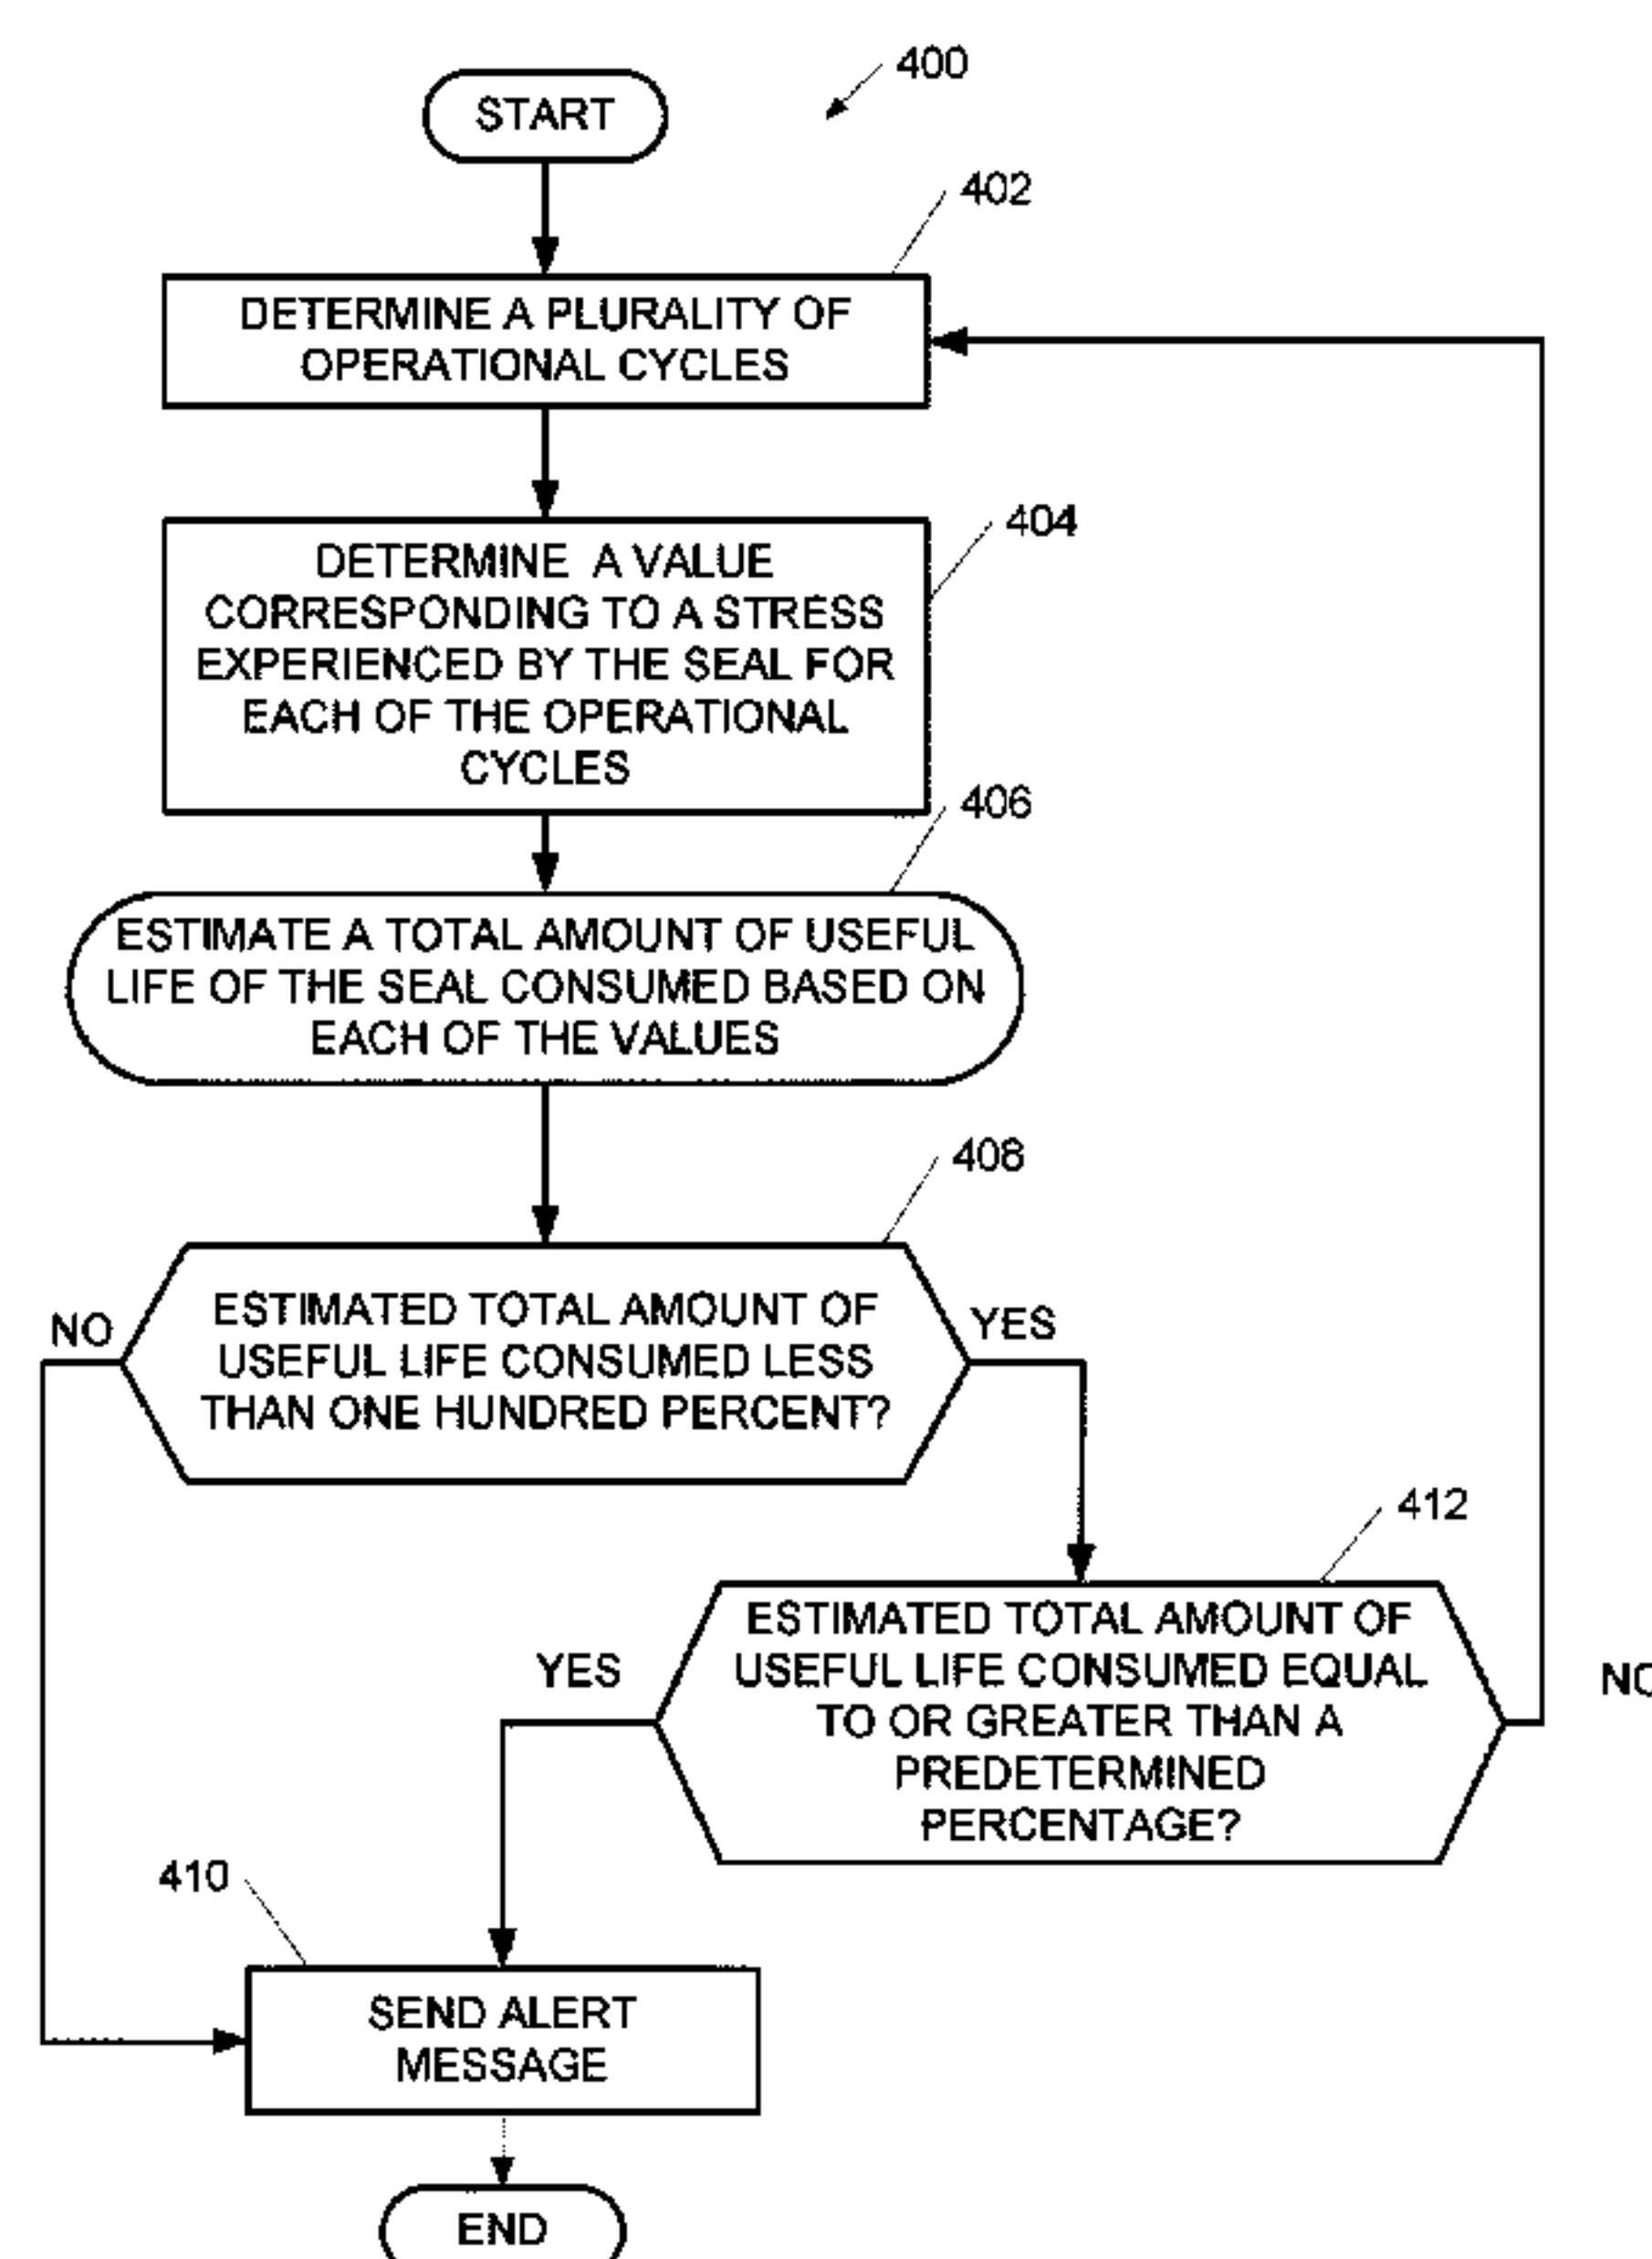 400
START
402
DETERMINE A PLURALITY OF
OPERATIONAL CYCLES
404
DETERMINE A VALUE
CORRESPONDING TO A STRESS
EXPERIENCED BY THE SEAL FOR
EACH OF THE OPERATIONAL
CYCLES
406
ESTIMATE A TOTAL AMOUNT OF USEFUL
LIFE OF THE SEAL CONSUMED BASED ON
EACH OF THE VALUES
408
NO
ESTIMATED TOTAL AMOUNT OF
USEFUL LIFE CONSUMED LESS
THAN ONE HUNDRED PERCENT?
YES
412
YES
ESTIMATED TOTAL AMOUNT OF
USEFUL LIFE CONSUMED EQUAL
TO OR GREATER THAN A
PREDETERMINED
PERCENTAGE?
NO
410
SEND ALERT
MESSAGE
END